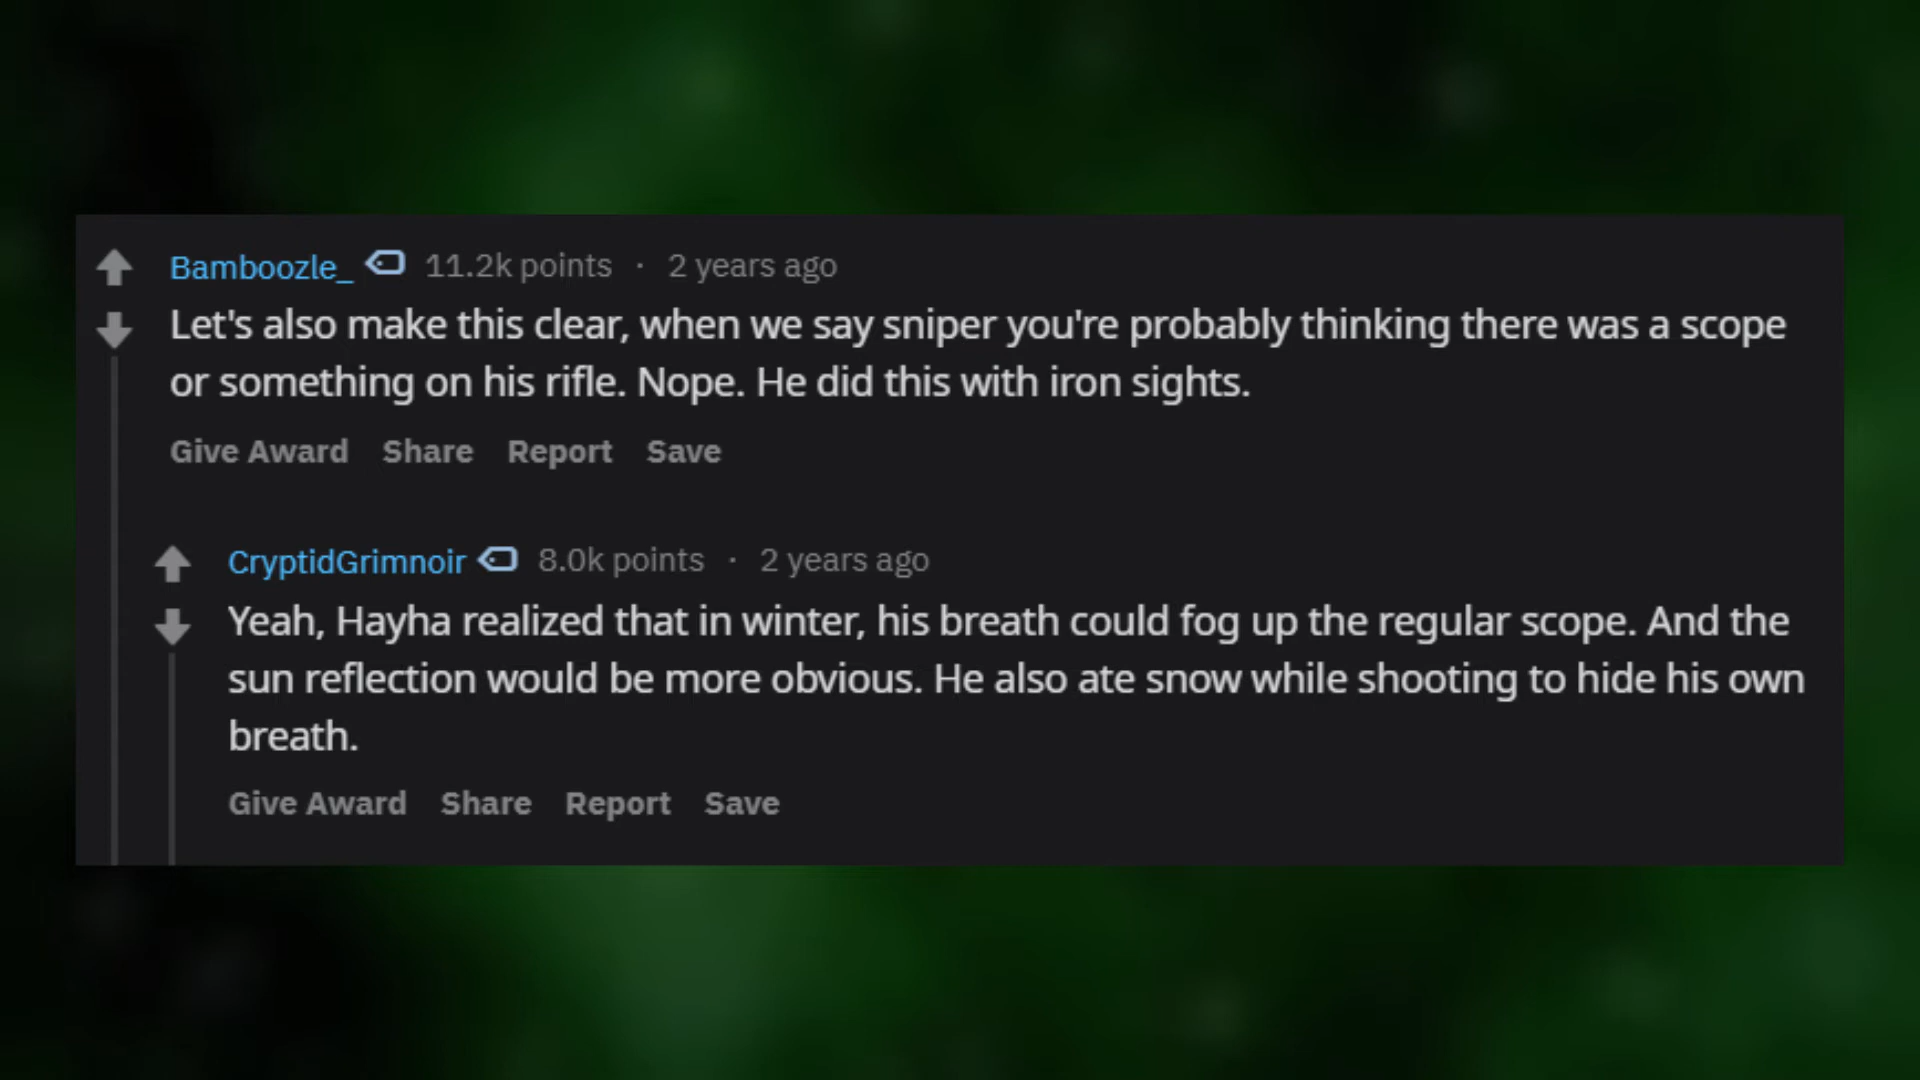 Bamboozle_ 11.2k points · 2 years ago
Let's also make this clear, when we say sniper you're probably thinking there was a scope
or something on his rifle. Nope. He did this with iron sights.
Give Award Share Report Save
CryptidGrimnoir 8.0k points · 2 years ago
Yeah, Hayha realized that in winter, his breath could fog up the regular scope. And the
sun reflection would be more obvious. He also ate snow while shooting to hide his own
breath.
Give Award Share Report Save